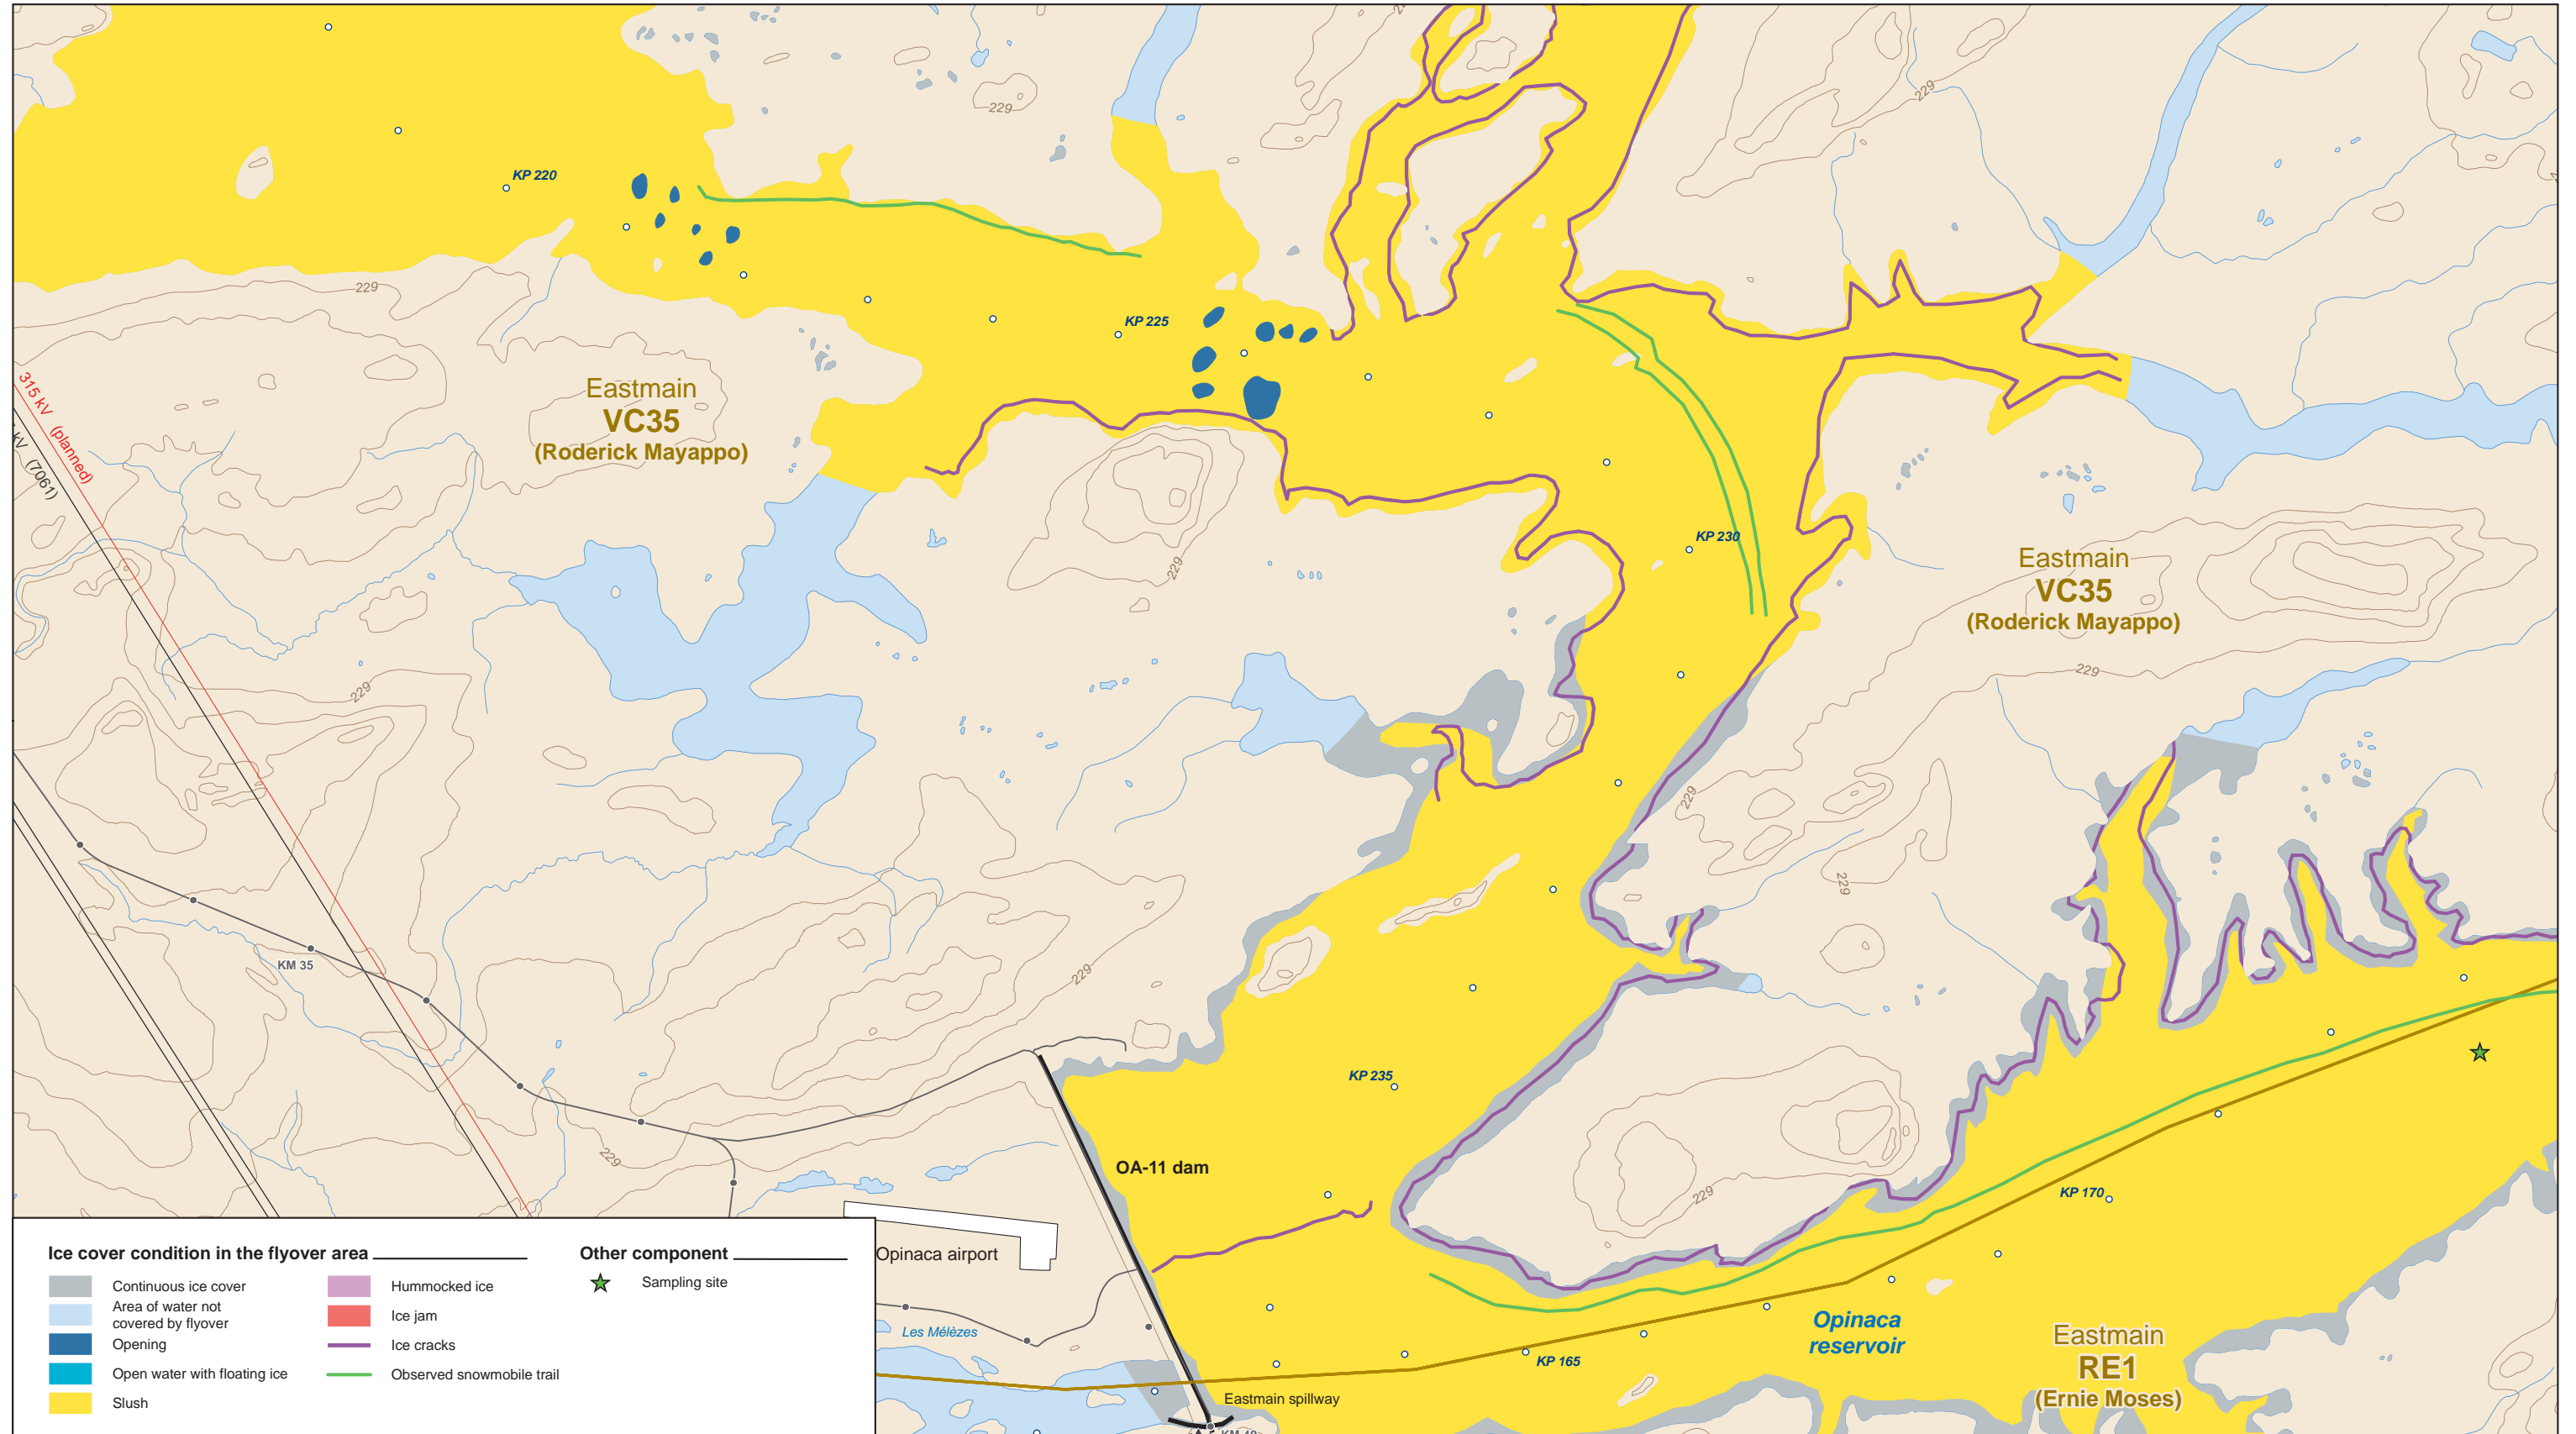 229
229
KP 220
229
KP 225
315 kV (planned)
kV (7061)
Eastmain
VC35
(Roderick Mayappo)
KP 230
229
Eastmain
VC35
(Roderick Mayappo)
229
229
229
229
KM 35
229
KP 235
229
OA-11 dam
229
KP 170
Opinaca airport
Les Mélèzes
Opinaca
reservoir
KP 165
Eastmain
RE1
(Ernie Moses)
Eastmain spillway
Ice cover condition in the flyover area
Continuous ice cover
Area of water not
covered by flyover
Opening
Open water with floating ice
Slush
Hummocked ice
Ice jam
Ice cracks
Observed snowmobile trail
Other component
Sampling site